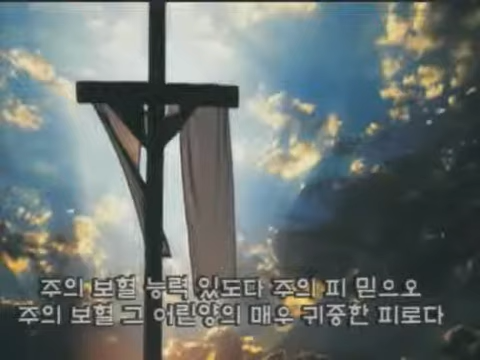 주의 보혈 능력 있도다 주의 피 믿으오
주의 보혈 그 어린양의 매우 귀중한 피로다